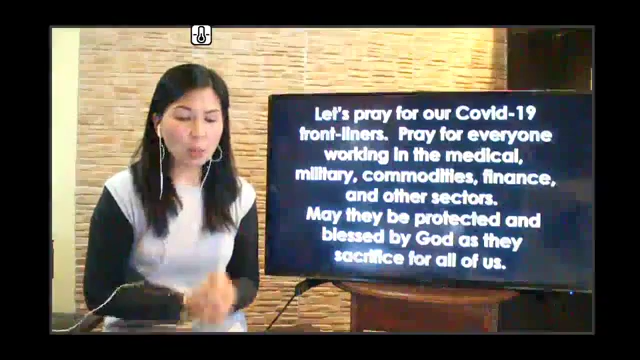 Let's pray for our Covid-19
front-liners. Pray for everyone
working in the medical,
military, commodities, finance,
and other sectors.
May they be protected and
blessed by God as they
sacrifice for all of us.